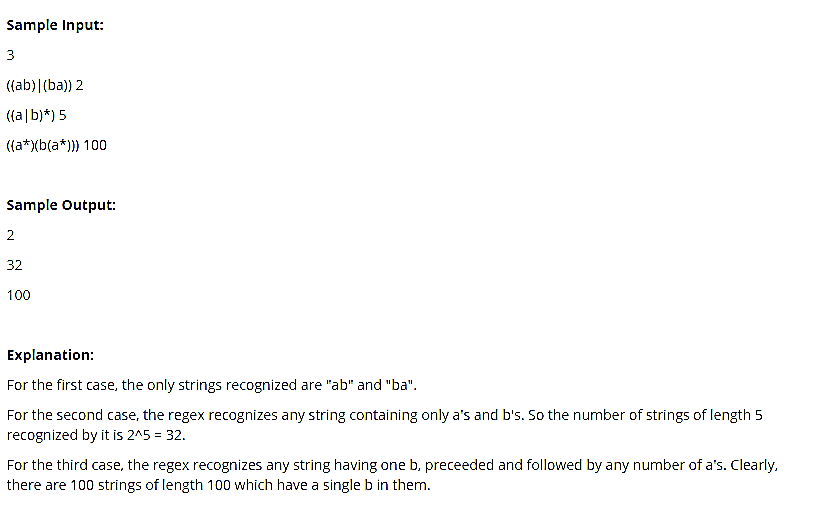 Sample Input:
3
((ab)|(ba)) 2
((a|b)*) 5
((a*)(b(a*))) 100
Sample Output:
2
32
100
Explanation:
For the first case, the only strings recognized are "ab" and "ba".
For the second case, the regex recognizes any string containing only a's and b's. So the number of strings of length 5
recognized by it is 2^5 = 32.
For the third case, the regex recognizes any string having one b, preceeded and followed by any number of a's. Clearly,
there are 100 strings of length 100 which have a single b in them.